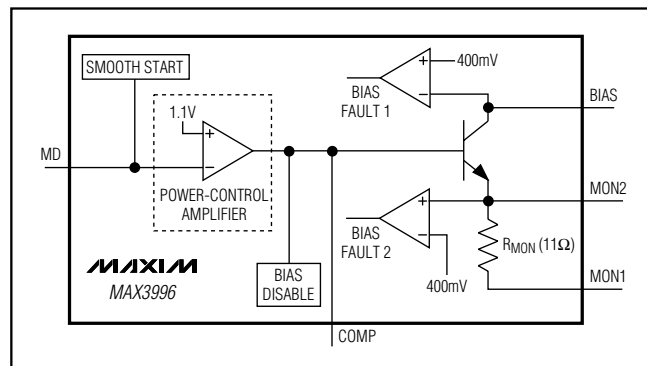 SMOOTH START
400mV
BIAS
FAULT 1
BIAS
1.1V
MD
POWER-CONTROL
AMPLIFIER
MON2
BIAS
FAULT 2
RMON (11Ω)
MAXIM
MAX3996
BIAS
DISABLE
400mV
MON1
COMP